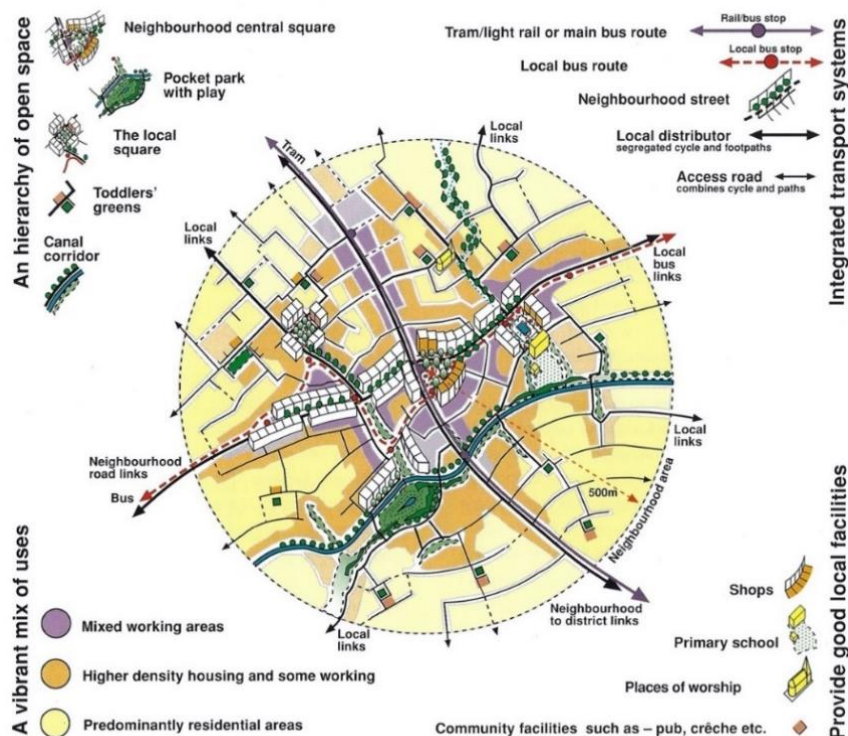 An hierarchy of open space
Neighbourhood central square
Pocket park
with play
The local
square
Toddlers'
greens
Canal
corridor
Integrated transport systems
Tram/light rail or main bus route
Rail/bus stop
Local bus route
Local bus stop
Neighbourhood street
Local distributor
segregated cycle and footpaths
Access road
combines cycle and paths
Tram
Local
links
Local
links
Local
bus
links
Local
links
500m
Neighbourhood area
Neighbourhood
road links
Bus
Local
links
Neighbourhood
to district links
A vibrant mix of uses
Mixed working areas
Higher density housing and some working
Predominantly residential areas
Provide good local facilities
Shops
Primary school
Places of worship
Community facilities such as – pub, crêche etc.